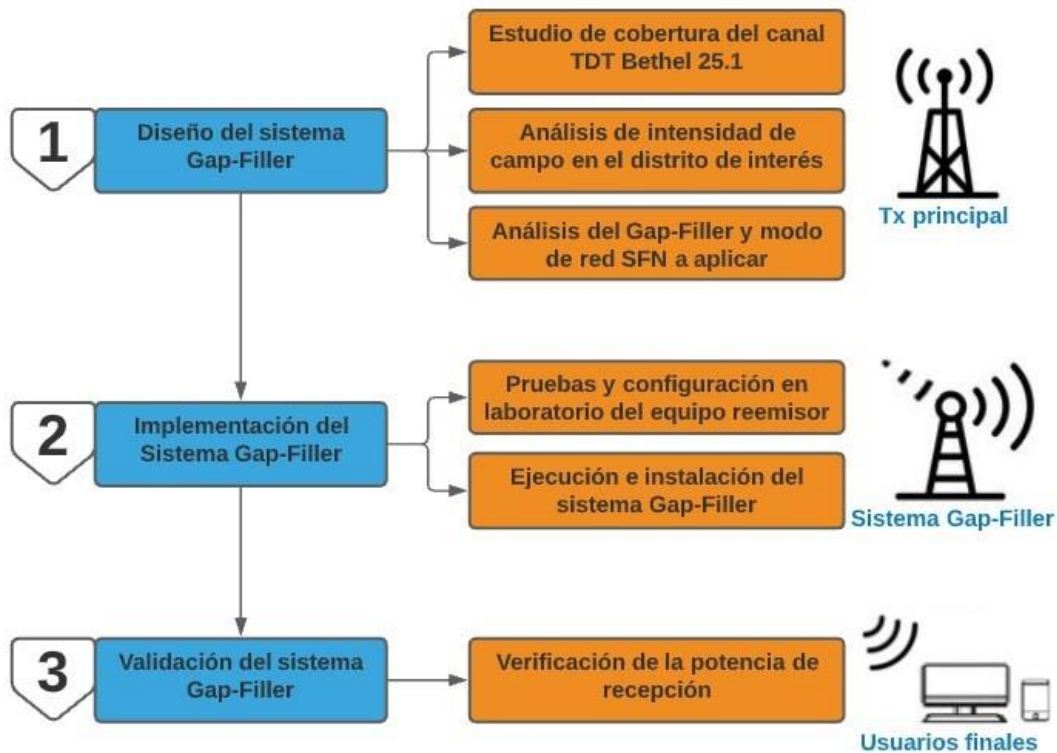 1
Diseño del sistema
Gap-Filler
Estudio de cobertura del canal
TDT Bethel 25.1
Análisis de intensidad de
campo en el distrito de interés
Análisis del Gap-Filler y modo
de red SFN a aplicar
Tx principal
2
Implementación del
Sistema Gap-Filler
Pruebas y configuración en
laboratorio del equipo reemisor
Ejecución e instalación del
sistema Gap-Filler
Sistema Gap-Filler
3
Validación del sistema
Gap-Filler
Verificación de la potencia de
recepción
Usuarios finales